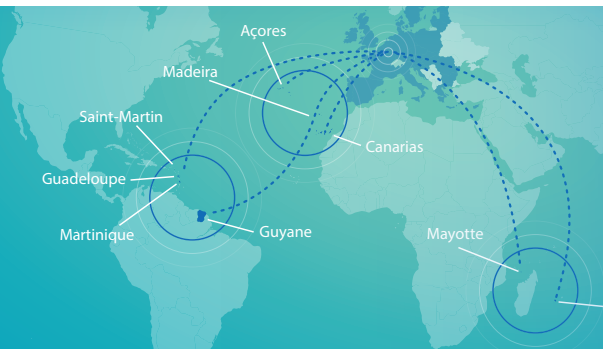 Açores
Madeira
Saint-Martin
Canarias
Guadeloupe
Martinique
Guyane
Mayotte